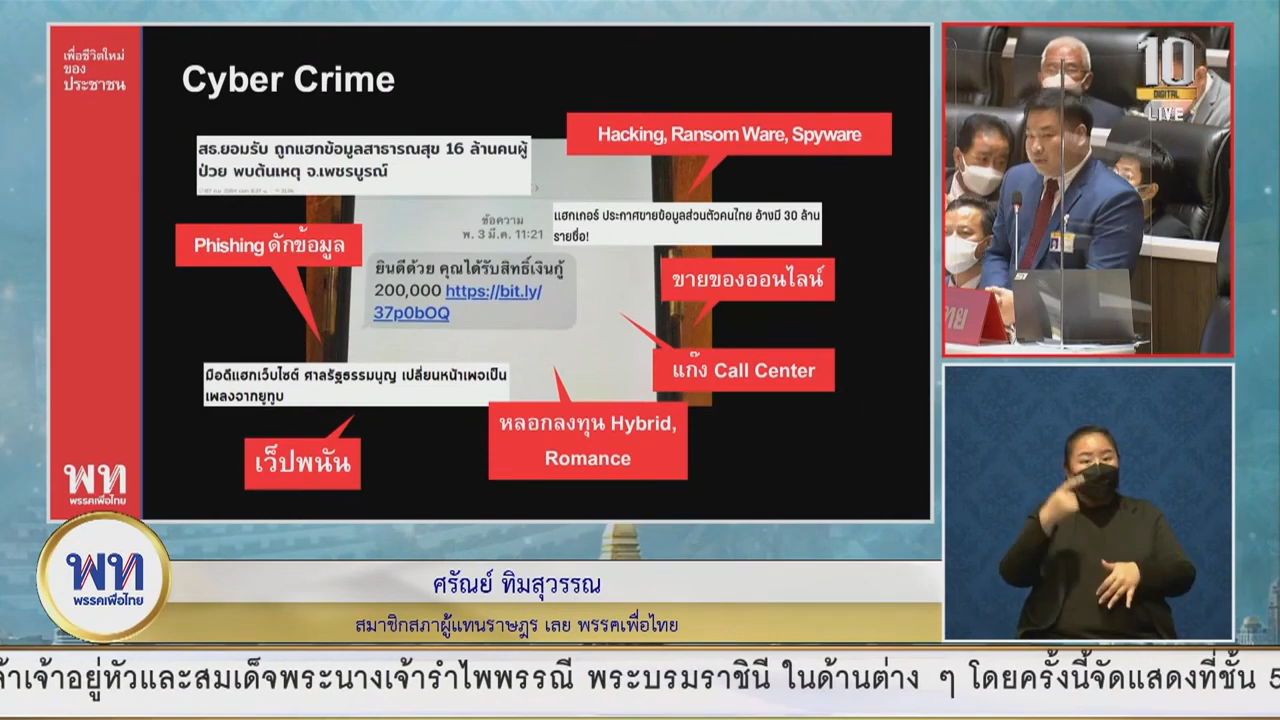 เพื่อชีวิตใหม่
ของ
ประชาชน
Cyber Crime
สธ.ยอมรับ ถูกแฮกข้อมูลสาธารณสุข 16 ล้านคนผู้
ป่วย พบต้นเหตุ จ.เพชรบูรณ์
Hacking, Ransom Ware, Spyware
ข้อความ
พ. 3 มี.ค. 11:21
แฮกเกอร์ ประกาศขายข้อมูลส่วนตัวคนไทย อ้างมี 30 ล้าน
รายชื่อ!
Phishing ดักข้อมูล
ยินดีด้วย คุณได้รับสิทธิ์เงินกู้
200,000 https://bit.ly/
37p0bOQ
ขายของออนไลน์
แก๊ง Call Center
มือดีแฮกเว็บไซต์ ศาลรัฐธรรมนูญ เปลี่ยนหน้าเพจเป็น
เพลงจากยูทูบ
หลอกลงทุน Hybrid,
Romance
เว็ปพนัน
พท
พรรคเพื่อไทย
10
DIGITAL
LIVE
ทย
พท
พรรคเพื่อไทย
ศรัณย์ ทิมสุวรรณ
สมาชิกสภาผู้แทนราษฎร เลย พรรคเพื่อไทย
ล้าเจ้าอยู่หัวและสมเด็จพระนางเจ้ารำไพพรรณี พระบรมราชินี ในด้านต่าง ๆ โดยครั้งนี้จัดแสดงที่ชั้น 5